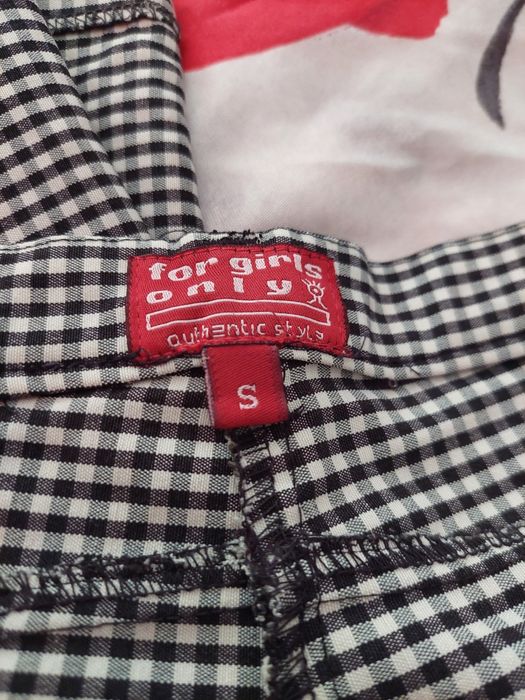 for girls
only
authentic style
S